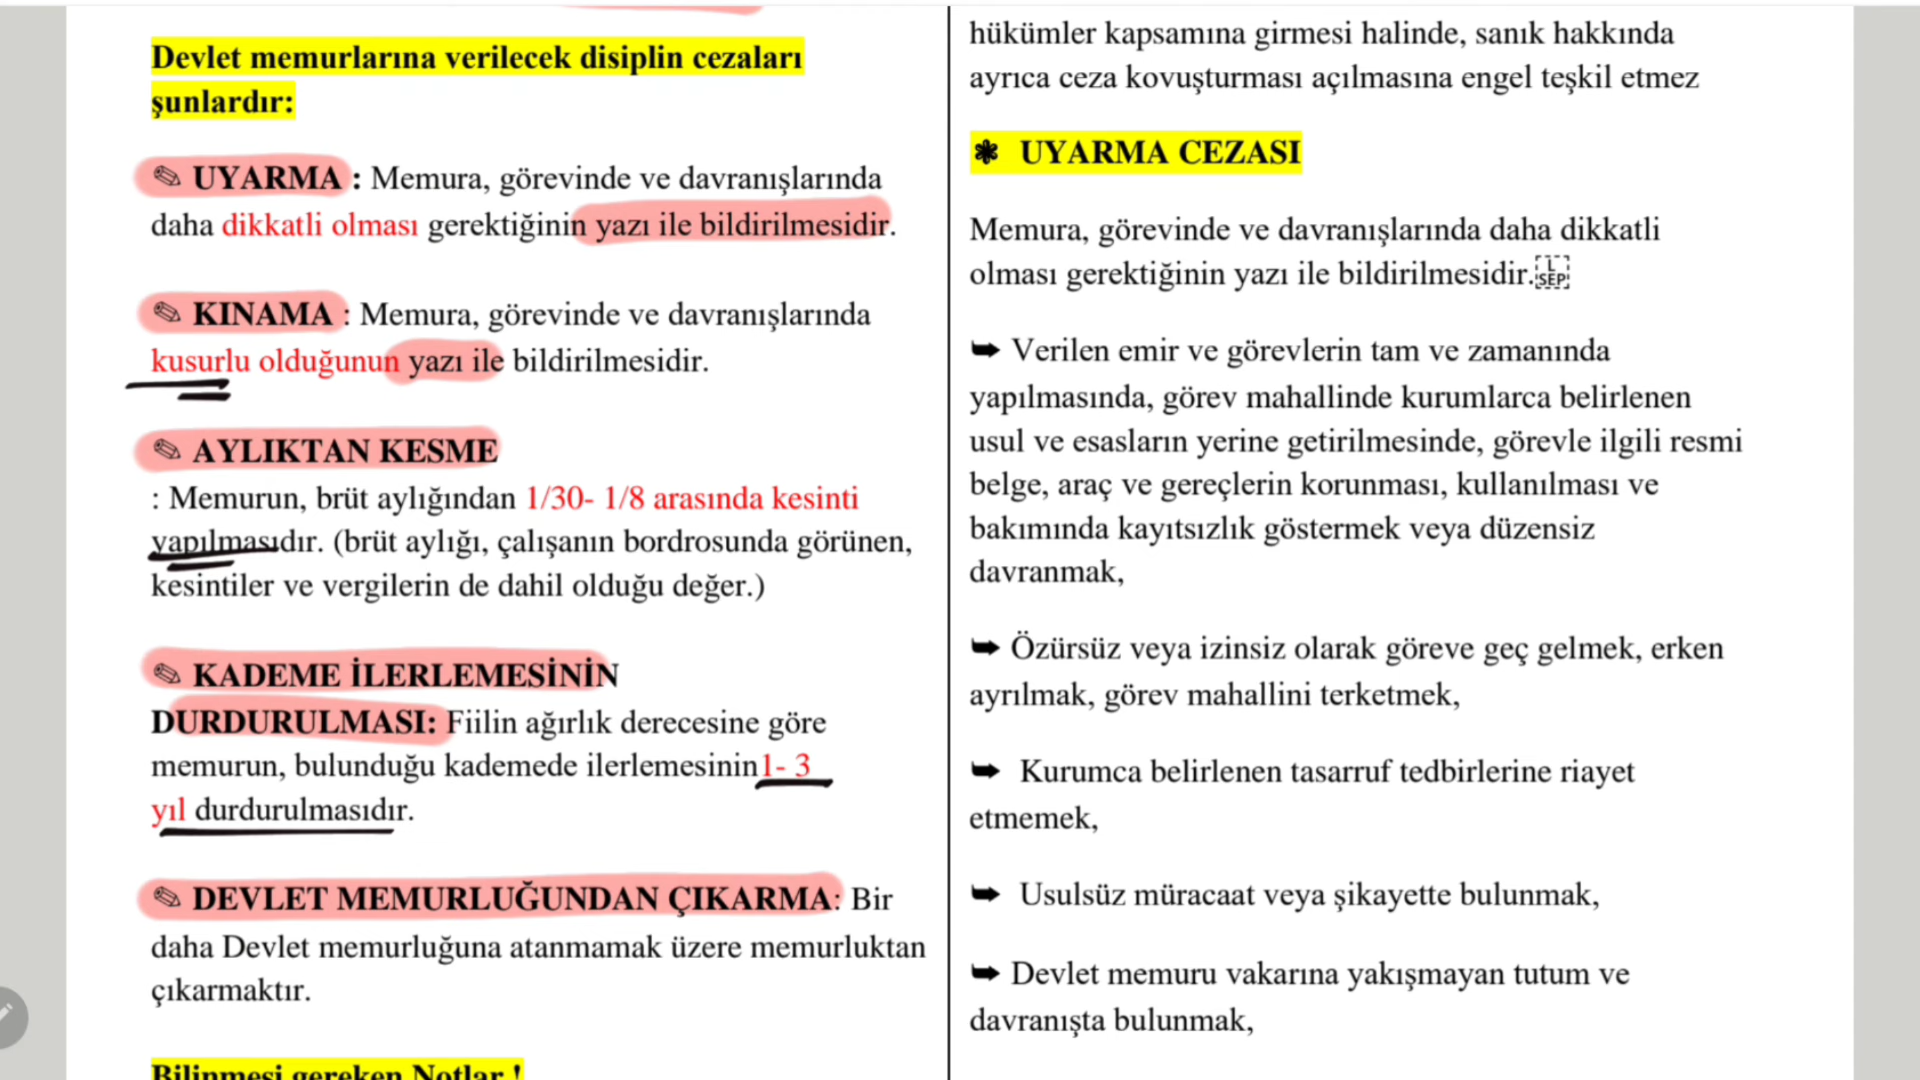 Devlet memurlarına verilecek disiplin cezaları
şunlardır:
✎ UYARMA : Memura, görevinde ve davranışlarında
daha dikkatli olması gerektiğinin yazı ile bildirilmesidir.
✎ KINAMA : Memura, görevinde ve davranışlarında
kusurlu olduğunun yazı ile bildirilmesidir.
✎ AYLIKTAN KESME
: Memurun, brüt aylığından 1/30- 1/8 arasında kesinti
yapılmasıdır. (brüt aylığı, çalışanın bordrosunda görünen,
kesintiler ve vergilerin de dahil olduğu değer.)
✎ KADEME İLERLEMESİNİN
DURDURULMASI: Fiilin ağırlık derecesine göre
memurun, bulunduğu kademede ilerlemesinin 1- 3
yıl durdurulmasıdır.
✎ DEVLET MEMURLUĞUNDAN ÇIKARMA: Bir
daha Devlet memurluğuna atanmamak üzere memurluktan
çıkarmaktır.
Bilinmesi gereken Notlar !
hükümler kapsamına girmesi halinde, sanık hakkında
ayrıca ceza kovuşturması açılmasına engel teşkil etmez
❃ UYARMA CEZASI
Memura, görevinde ve davranışlarında daha dikkatli
olması gerektiğinin yazı ile bildirilmesidir. L SEP
➥ Verilen emir ve görevlerin tam ve zamanında
yapılmasında, görev mahallinde kurumlarca belirlenen
usul ve esasların yerine getirilmesinde, görevle ilgili resmi
belge, araç ve gereçlerin korunması, kullanılması ve
bakımında kayıtsızlık göstermek veya düzensiz
davranmak,
➥ Özürsüz veya izinsiz olarak göreve geç gelmek, erken
ayrılmak, görev mahallini terketmek,
➥ Kurumca belirlenen tasarruf tedbirlerine riayet
etmemek,
➥ Usulsüz müracaat veya şikayette bulunmak,
➥ Devlet memuru vakarına yakışmayan tutum ve
davranışta bulunmak,